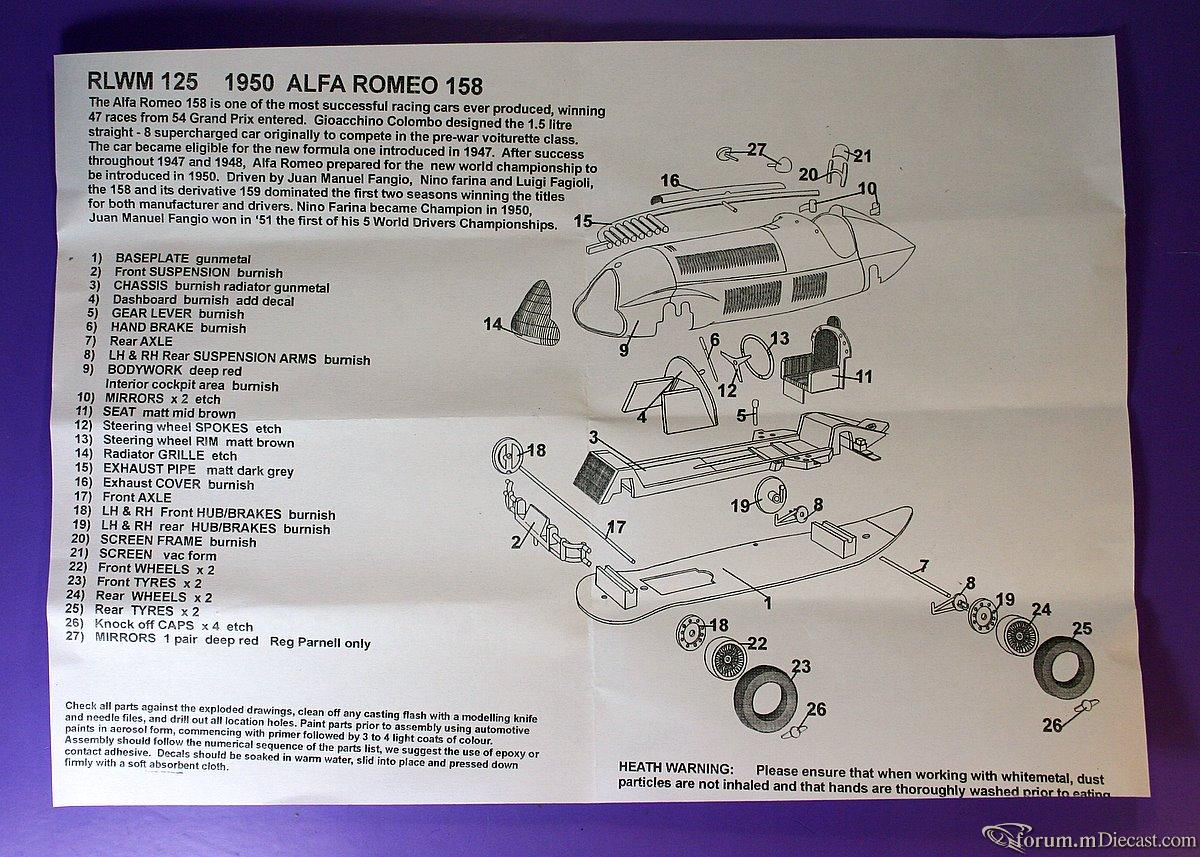 RLWM 125 1950 ALFA ROMEO 158
The Alfa Romeo 158 is one of the most successful racing cars ever produced, winning
47 races from 54 Grand Prix entered. Gioacchino Colombo designed the 1.5 litre
straight - 8 supercharged car originally to compete in the pre-war voiturette class.
The car became eligible for the new formula one introduced in 1947. After success
throughout 1947 and 1948, Alfa Romeo prepared for the new world championship to
be introduced in 1950. Driven by Juan Manuel Fangio, Nino farina and Luigi Fagioli,
the 158 and its derivative 159 dominated the first two seasons winning the titles
for both manufacturer and drivers. Nino Farina became Champion in 1950,
Juan Manuel Fangio won in '51 the first of his 5 World Drivers Championships.
1) BASEPLATE gunmetal
2) Front SUSPENSION burnish
3) CHASSIS burnish radiator gunmetal
4) Dashboard burnish add decal
5) GEAR LEVER burnish
6) HAND BRAKE burnish
7) Rear AXLE
8) LH & RH Rear SUSPENSION ARMS burnish
9) BODYWORK deep red
Interior cockpit area burnish
10) MIRRORS x 2 etch
11) SEAT matt mid brown
12) Steering wheel SPOKES etch
13) Steering wheel RIM matt brown
14) Radiator GRILLE etch
15) EXHAUST PIPE matt dark grey
16) Exhaust COVER burnish
17) Front AXLE
18) LH & RH Front HUB/BRAKES burnish
19) LH & RH rear HUB/BRAKES burnish
20) SCREEN FRAME burnish
21) SCREEN vac form
22) Front WHEELS x 2
23) Front TYRES x 2
24) Rear WHEELS x 2
25) Rear TYRES x 2
26) Knock off CAPS x 4 etch
27) MIRRORS 1 pair deep red Reg Parnell only
Check all parts against the exploded drawings, clean off any casting flash with a modelling knife
and needle files, and drill out all location holes. Paint parts prior to assembly using automotive
paints in aerosol form, commencing with primer followed by 3 to 4 light coats of colour.
Assembly should follow the numerical sequence of the parts list, we suggest the use of epoxy or
contact adhesive. Decals should be soaked in warm water, slid into place and pressed down
firmly with a soft absorbent cloth.
27
21
20
16
10
15
14
9
6
13
12
11
4
5
3
18
19
8
17
2
7
1
8
19
24
25
18
22
23
26
26
HEATH WARNING: Please ensure that when working with whitemetal, dust
particles are not inhaled and that hands are thoroughly washed prior to eating
forum.mDiecast.com